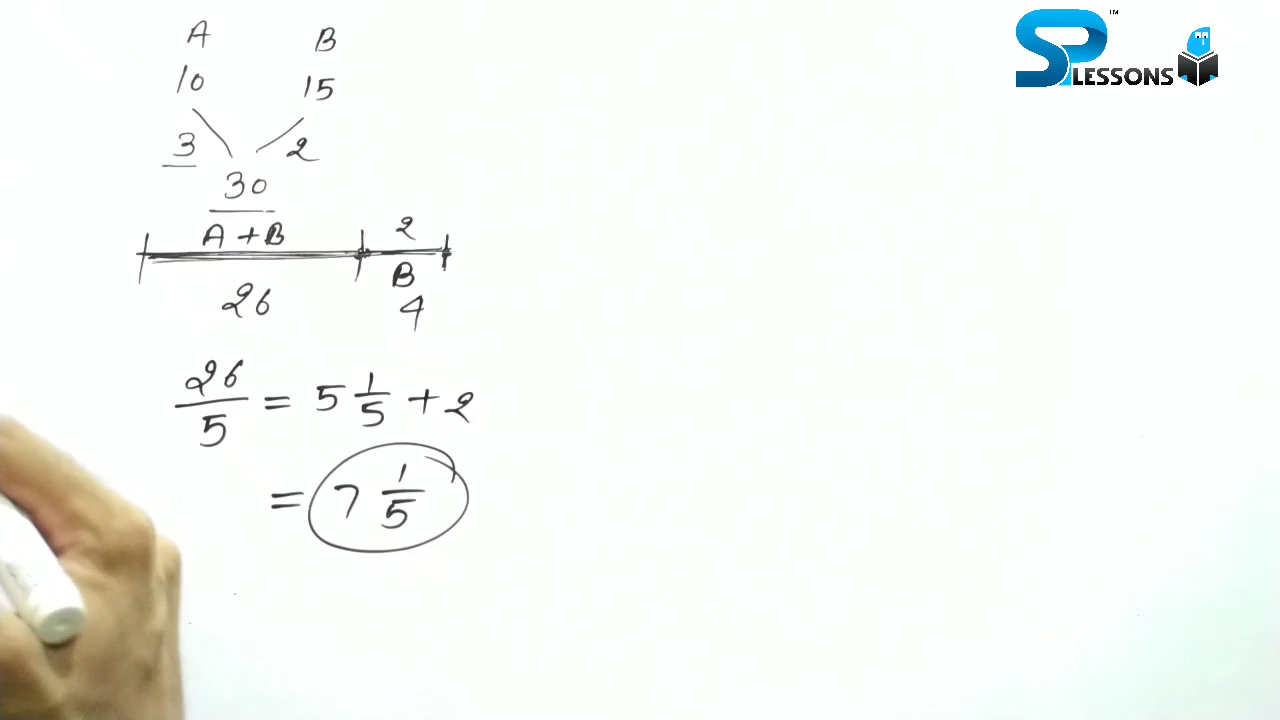 A B
10 15
3 2
30
A + B 2
B
26 4
26/5 = 5 1/5 + 2
= 7 1/5
SP LESSONS ™